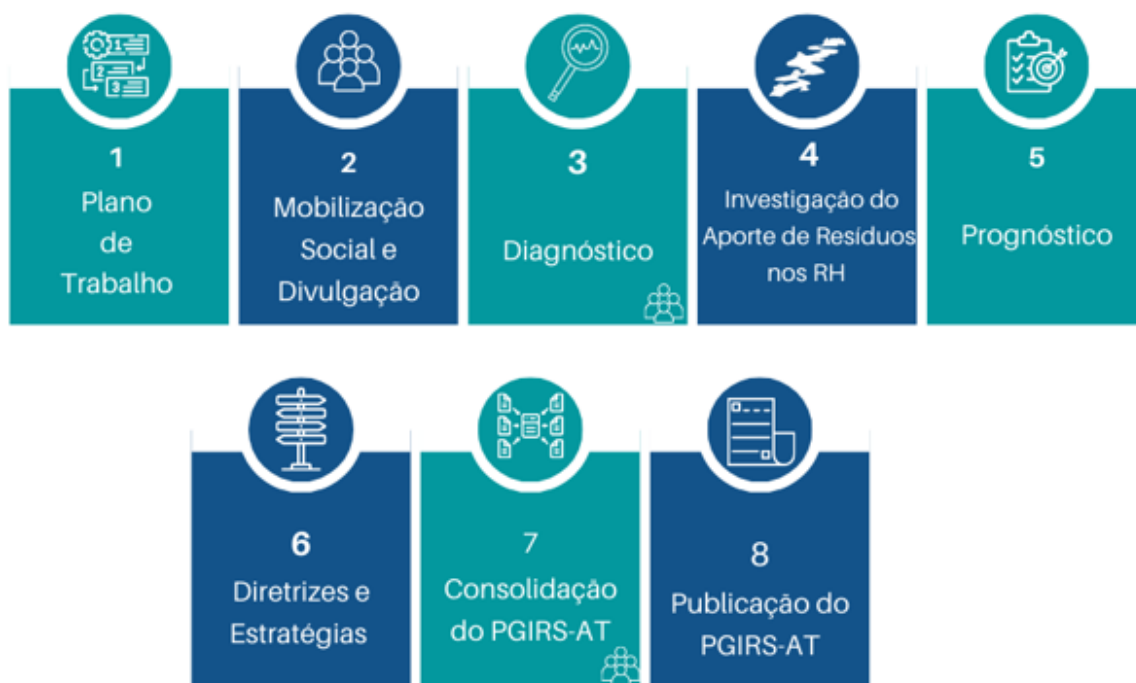 1
Plano
de
Trabalho
2
Mobilização
Social e
Divulgação
3
Diagnóstico
4
Investigação do
Aporte de Resíduos
nos RH
5
Prognóstico
6
Diretrizes e
Estratégias
7
Consolidação
do PGIRS-AT
8
Publicação do
PGIRS-AT